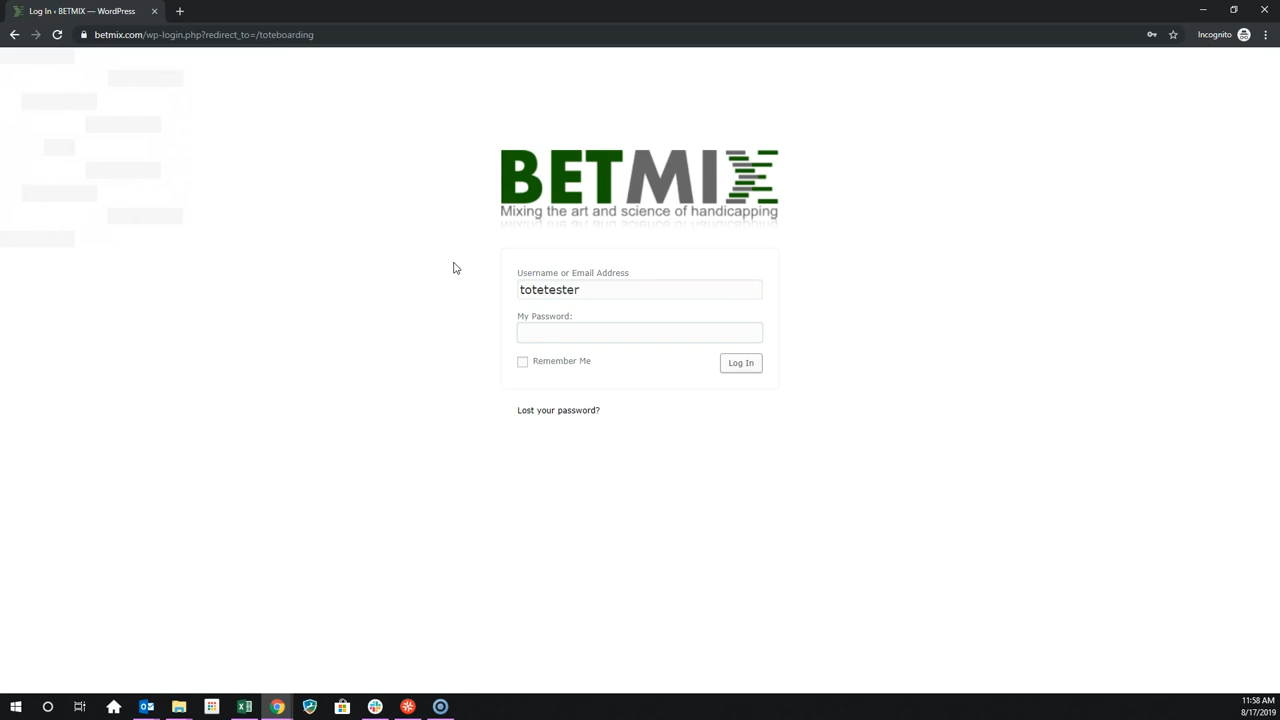 Log In ‹ BETMIX — WordPress
betmix.com/wp-login.php?redirect_to=/toteboarding
Incognito
BETMIX
Mixing the art and science of handicapping
Username or Email Address
totetester
My Password:
Remember Me
Log In
Lost your password?
11:58 AM
8/17/2019